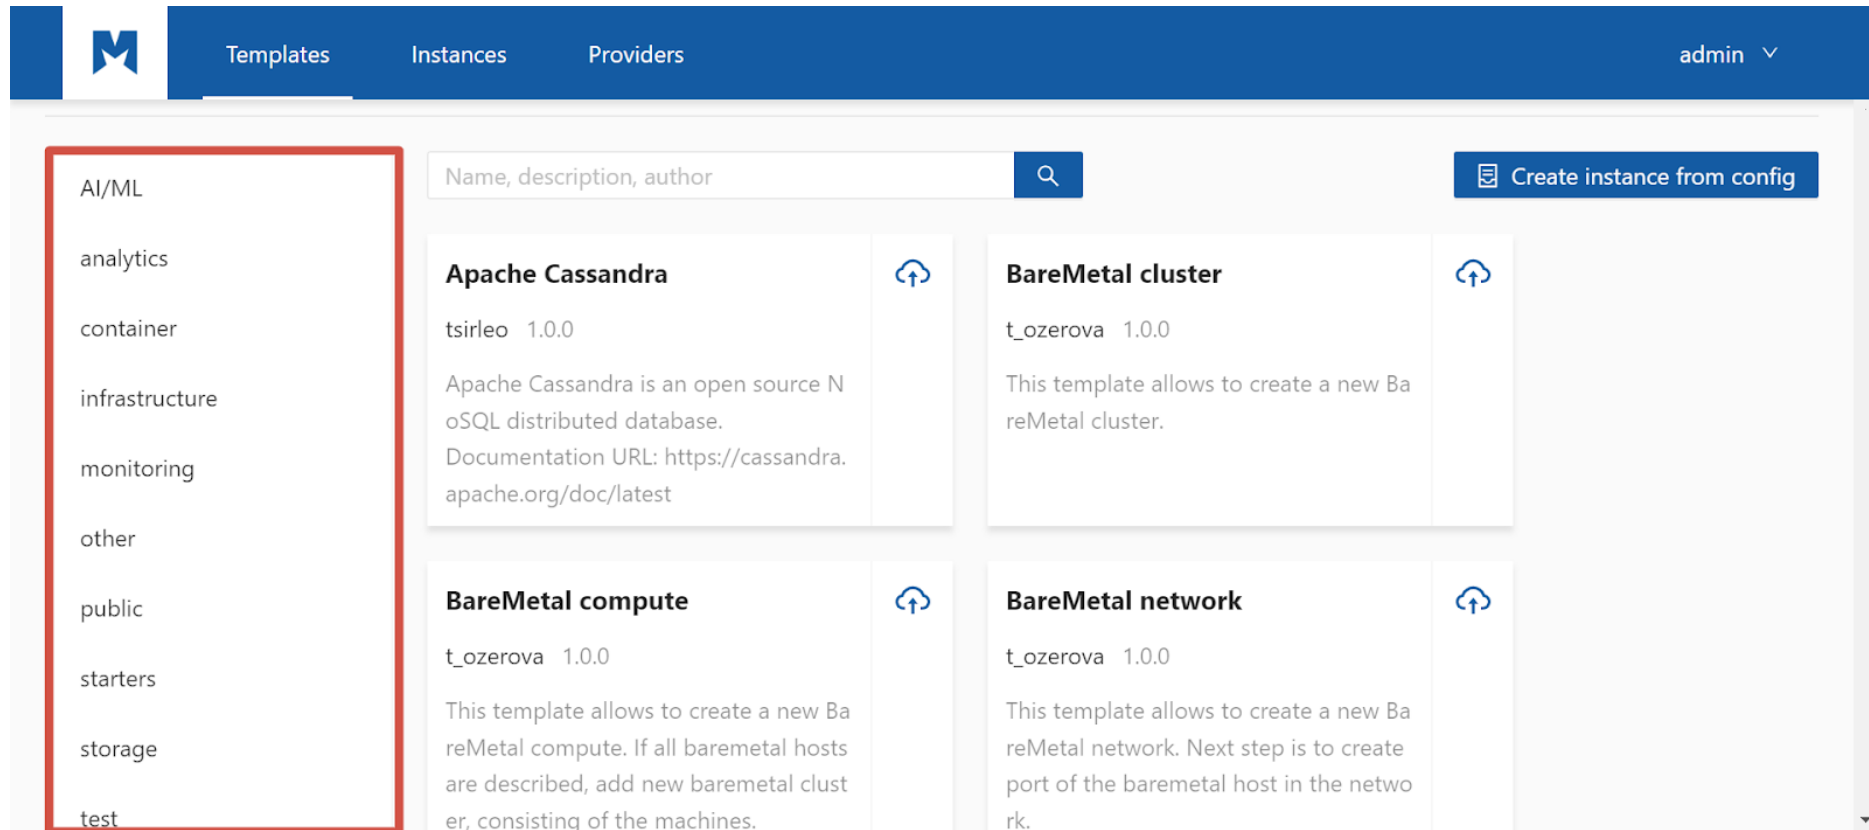 Templates Instances Providers admin
AI/ML
analytics
container
infrastructure
monitoring
other
public
starters
storage
test
Name, description, author
Create instance from config
Apache Cassandra
tsirleo 1.0.0
Apache Cassandra is an open source N
oSQL distributed database.
Documentation URL: https://cassandra.
apache.org/doc/latest
BareMetal cluster
t_ozerova 1.0.0
This template allows to create a new Ba
reMetal cluster.
BareMetal compute
t_ozerova 1.0.0
This template allows to create a new Ba
reMetal compute. If all baremetal hosts
are described, add new baremetal clust
er, consisting of the machines.
BareMetal network
t_ozerova 1.0.0
This template allows to create a new Ba
reMetal network. Next step is to create
port of the baremetal host in the netwo
rk.